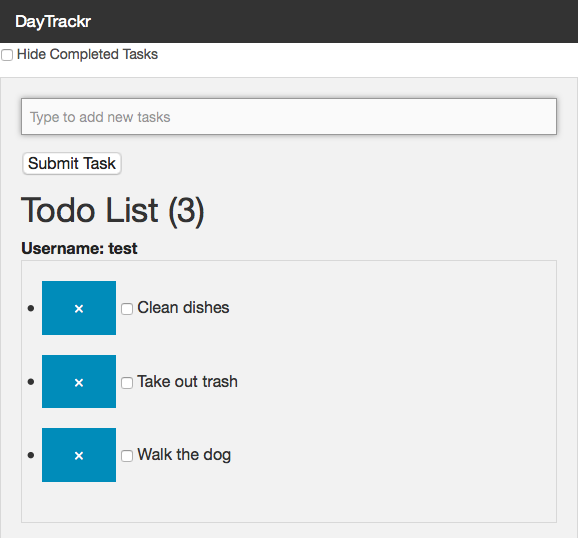 DayTrackr
Hide Completed Tasks
Type to add new tasks
Submit Task
Todo List (3)
Username: test
× Clean dishes
× Take out trash
× Walk the dog